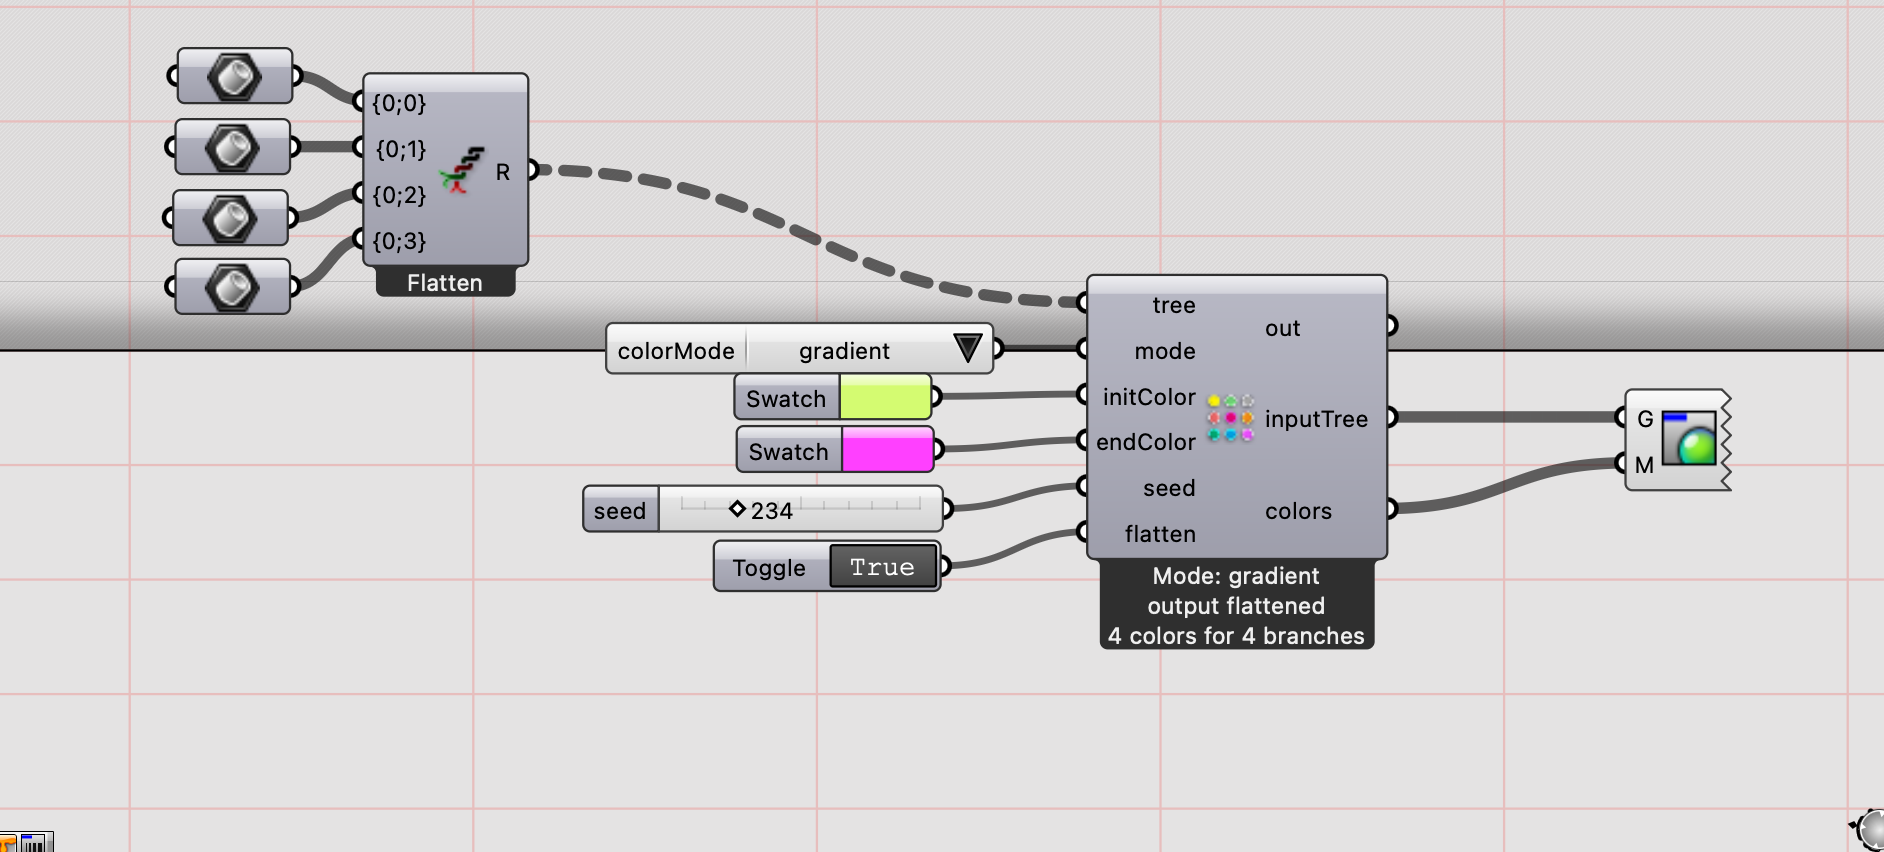 {0;0}
{0;1}
{0;2}
{0;3}
R
Flatten
colorMode gradient
Swatch
Swatch
seed 234
Toggle True
tree
mode
initColor
endColor
seed
flatten
out
inputTree
colors
Mode: gradient
output flattened
4 colors for 4 branches
G
M